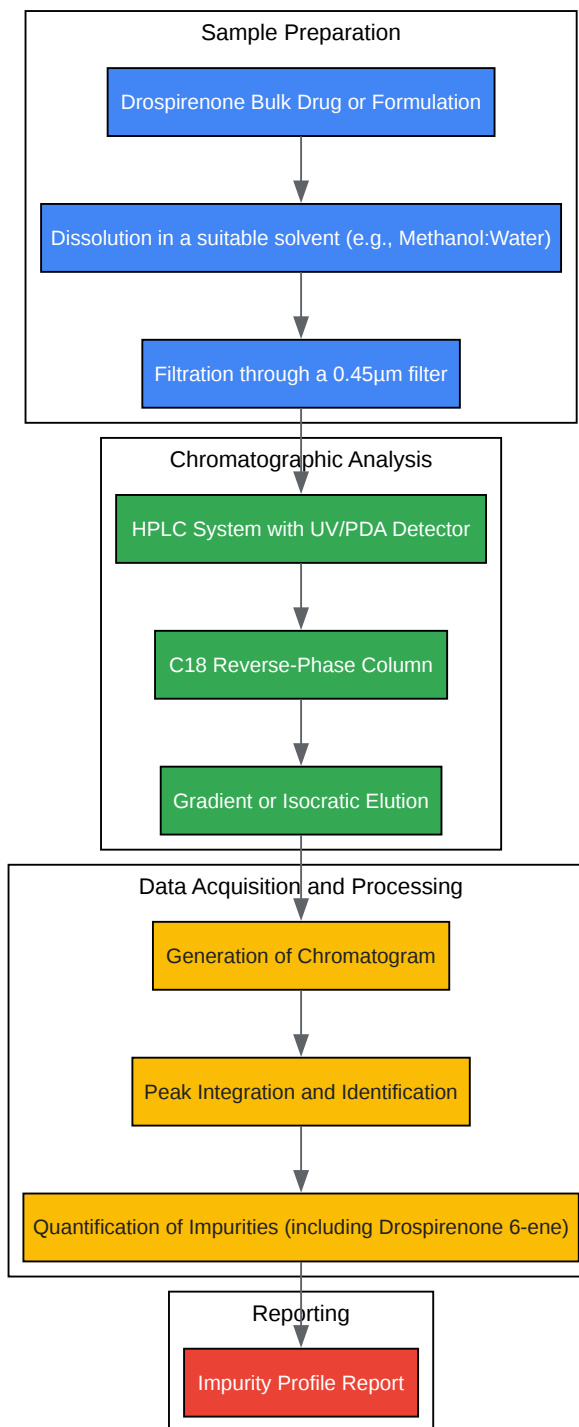 Sample Preparation
Drospirenone Bulk Drug or Formulation
Dissolution in a suitable solvent (e.g., Methanol:Water)
Filtration through a 0.45µm filter
Chromatographic Analysis
HPLC System with UV/PDA Detector
C18 Reverse-Phase Column
Gradient or Isocratic Elution
Data Acquisition and Processing
Generation of Chromatogram
Peak Integration and Identification
Quantification of Impurities (including Drospirenone 6-ene)
Reporting
Impurity Profile Report